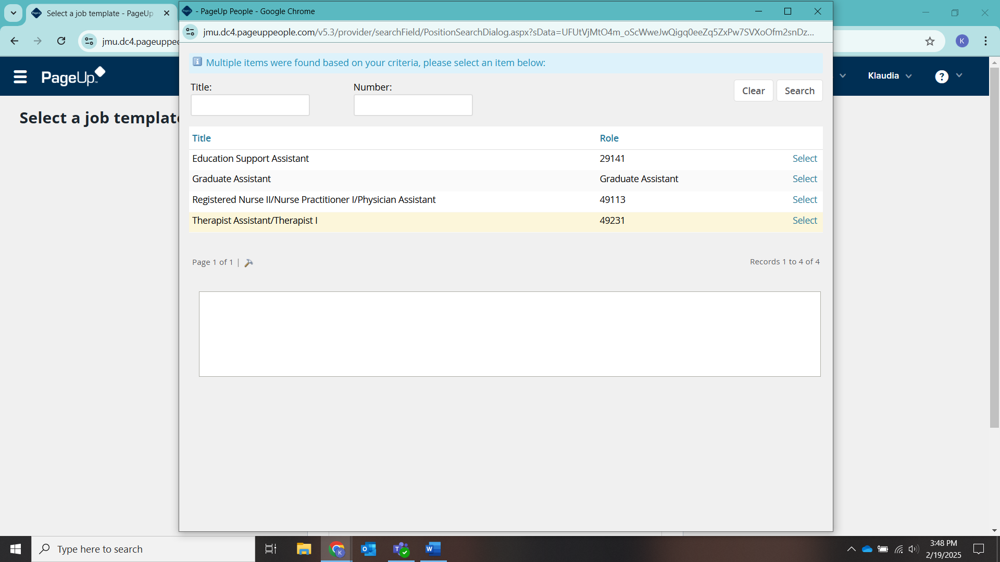 Select a job template - PageUp
- PageUp People - Google Chrome
jmu.dc4.pageuppeople.com/v5.3/provider/searchField/PositionSearchDialog.aspx?sData=UFUtVjMtO4m_oScWweJwQigq0eeZq5ZxPw7SVXoOfm2snDz...
jmu.dc4.pageuppeo
K
PageUp
Klaudia
?
Select a job template
Multiple items were found based on your criteria, please select an item below:
Title:
Number:
Clear
Search
Title Role
Education Support Assistant 29141 Select
Graduate Assistant Graduate Assistant Select
Registered Nurse II/Nurse Practitioner I/Physician Assistant 49113 Select
Therapist Assistant/Therapist I 49231 Select
Page 1 of 1 |
Records 1 to 4 of 4
Type here to search
3:48 PM
2/19/2025